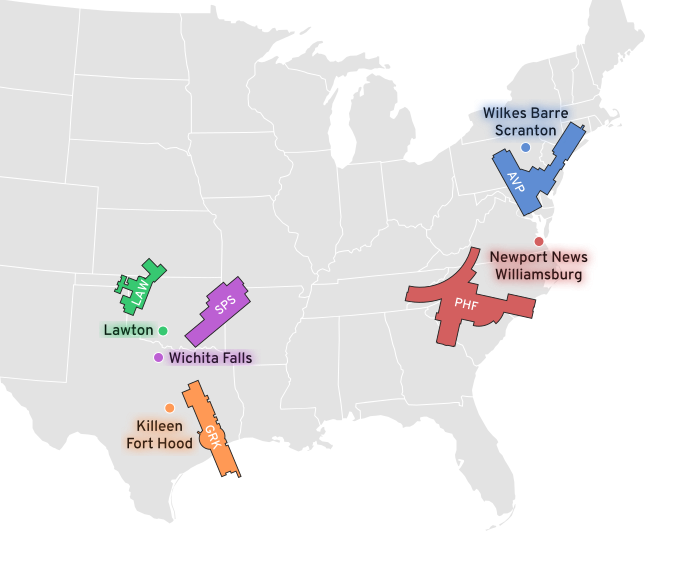 Wilkes Barre
Scranton
AVP
Newport News
Williamsburg
PHF
LAW
SPS
Lawton
Wichita Falls
Killeen
Fort Hood
GRK